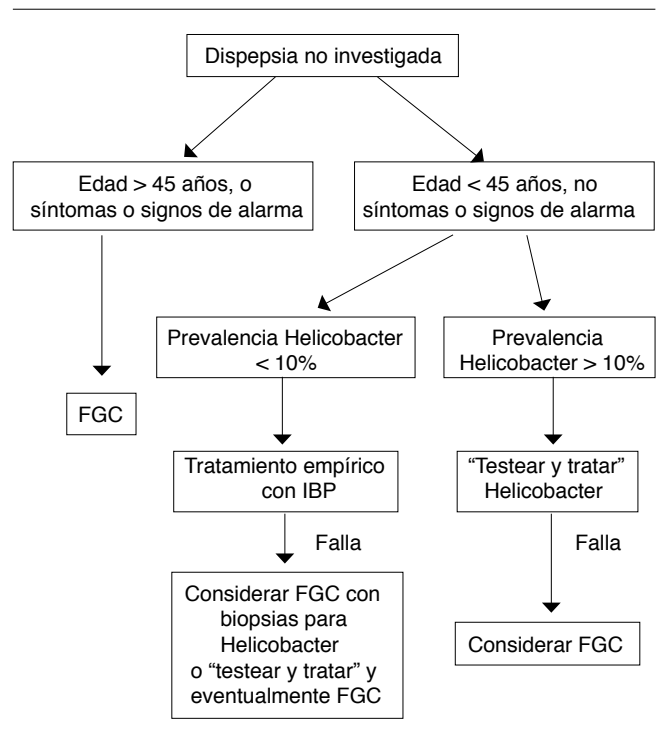 Dispepsia no investigada
Edad > 45 años, o
síntomas o signos de alarma
Edad < 45 años, no
síntomas o signos de alarma
Prevalencia Helicobacter
< 10%
Prevalencia
Helicobacter > 10%
FGC
Tratamiento empírico
con IBP
“Testear y tratar”
Helicobacter
Falla
Falla
Considerar FGC con
biopsias para
Helicobacter
o “testear y tratar” y
eventualmente FGC
Considerar FGC